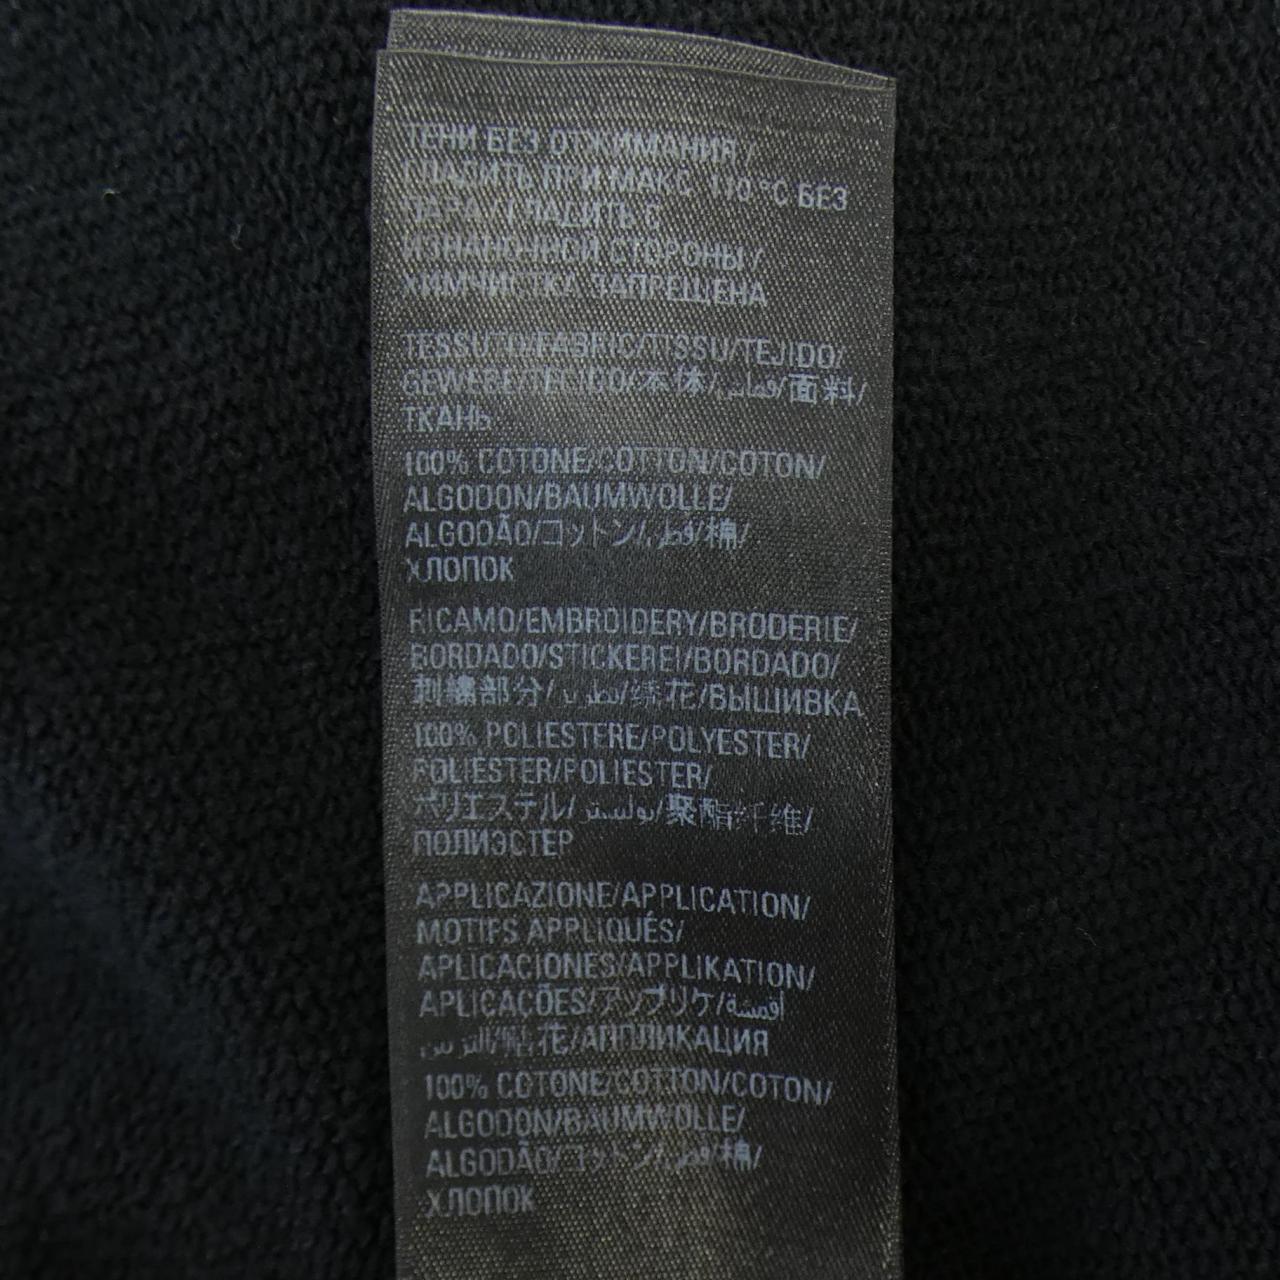 ТЕНИ БЕЗ ОТЖИМАНИЯ/
ГЛАДИТЬ ПРИ МАКС. 110 °C БЕЗ
ПАРА/ГЛАДИТЬ С
ИЗНАНОЧНОЙ СТОРОНЫ/
ХИМЧИСТКА ЗАПРЕЩЕНА
TESSUTO/FABRIC/TISSU/TEJIDO/
GEWEBE/TECIDO/本体/قماش/面料/
ТКАНЬ
100% COTONE/COTTON/COTON/
ALGODON/BAUMWOLLE/
ALGODÃO/コットン/قطن/棉/
ХЛОПОК
RICAMO/EMBROIDERY/BRODERIE/
BORDADO/STICKEREI/BORDADO/
刺繍部分/تطريز/绣花/ВЫШИВКА
100% POLIESTERE/POLYESTER/
POLIESTER/POLIESTER/
ポリエステル/بوليستر/聚酯纤维/
ПОЛИЭСТЕР
APPLICAZIONE/APPLICATION/
MOTIFS APPLIQUÉS/
APLICACIONES/APPLIKATION/
APLICAÇÕES/アップリケ/أقمشة
/贴花/АППЛИКАЦИЯ
100% COTONE/COTTON/COTON/
ALGODON/BAUMWOLLE/
ALGODÃO/コットン/قطن/棉/
ХЛОПОК